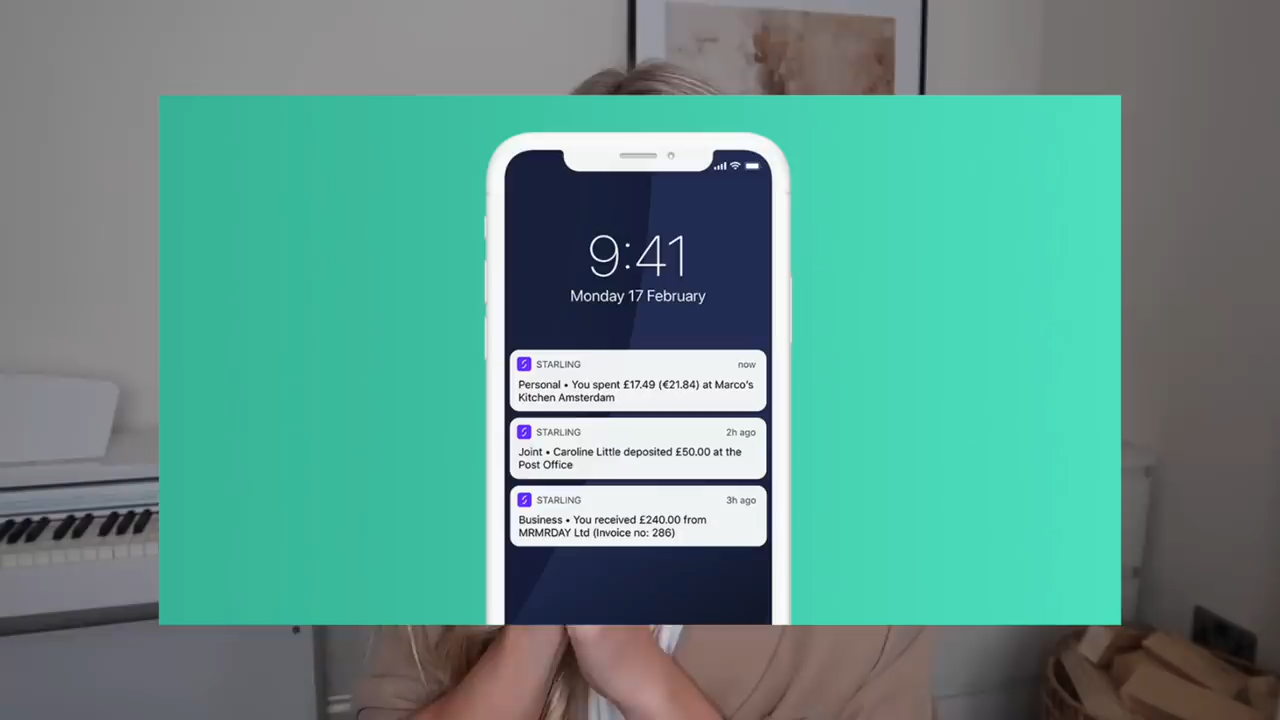 9:41
Monday 17 February
STARLING now
Personal • You spent £17.49 (€21.84) at Marco's
Kitchen Amsterdam
STARLING 2h ago
Joint • Caroline Little deposited £50.00 at the
Post Office
STARLING 3h ago
Business • You received £240.00 from
MRMRDAY Ltd (Invoice no: 286)